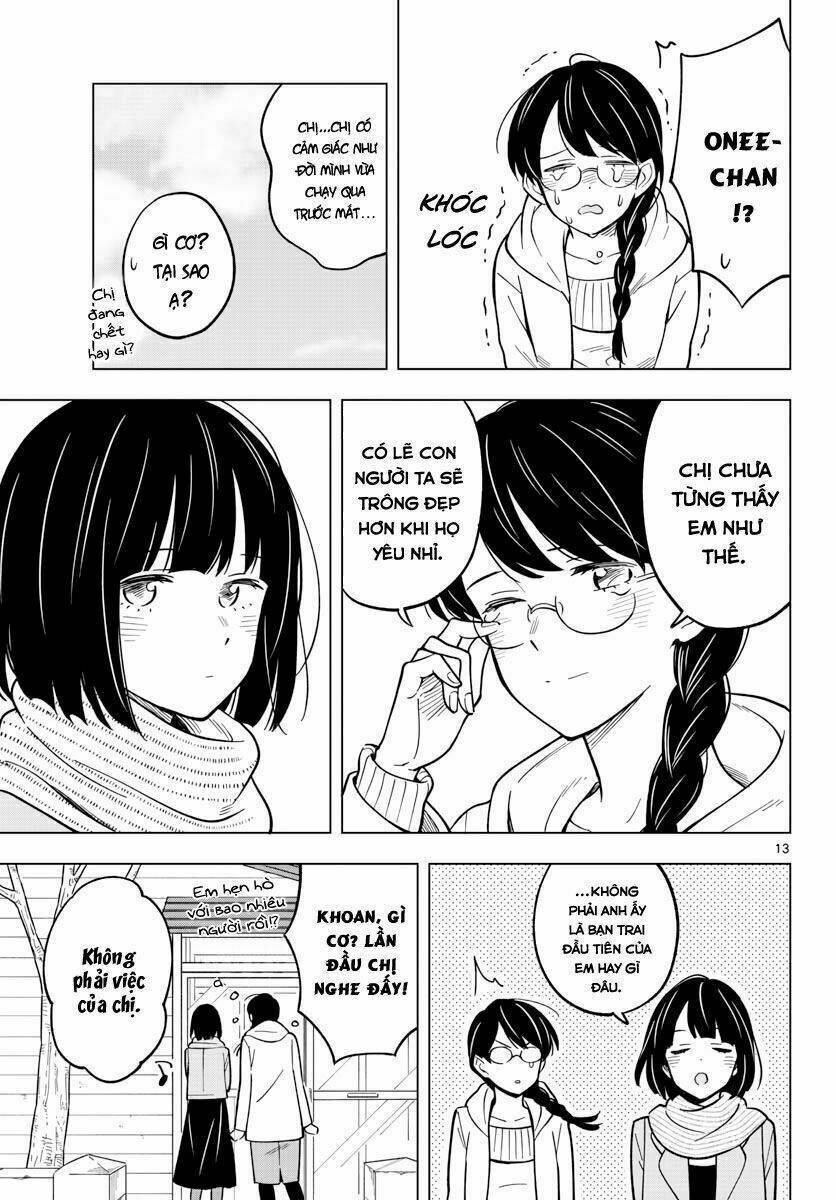 ONEE-
CHAN
!?
KHÓC
LÓC
CHỊ...CHỊ CÓ
CẢM GIÁC NHƯ
ĐỜI MÌNH VỪA
CHẠY QUA
TRƯỚC MẮT...
GÌ CƠ?
TẠI SAO
Ạ?
Chị
đang
chết
hay gì?
CHỊ CHƯA
TỪNG THẤY
EM NHƯ
THẾ.
CÓ LẼ CON
NGƯỜI TA SẼ
TRÔNG ĐẸP
HƠN KHI HỌ
YÊU NHỈ.
13
...KHÔNG
PHẢI ANH ẤY
LÀ BẠN TRAI
ĐẦU TIÊN CỦA
EM HAY GÌ
ĐÂU.
KHOAN, GÌ
CƠ? LẦN
ĐẦU CHỊ
NGHE ĐẤY!
Em hẹn hò
với bao nhiêu
người rồi!?
Không
phải việc
của chị.